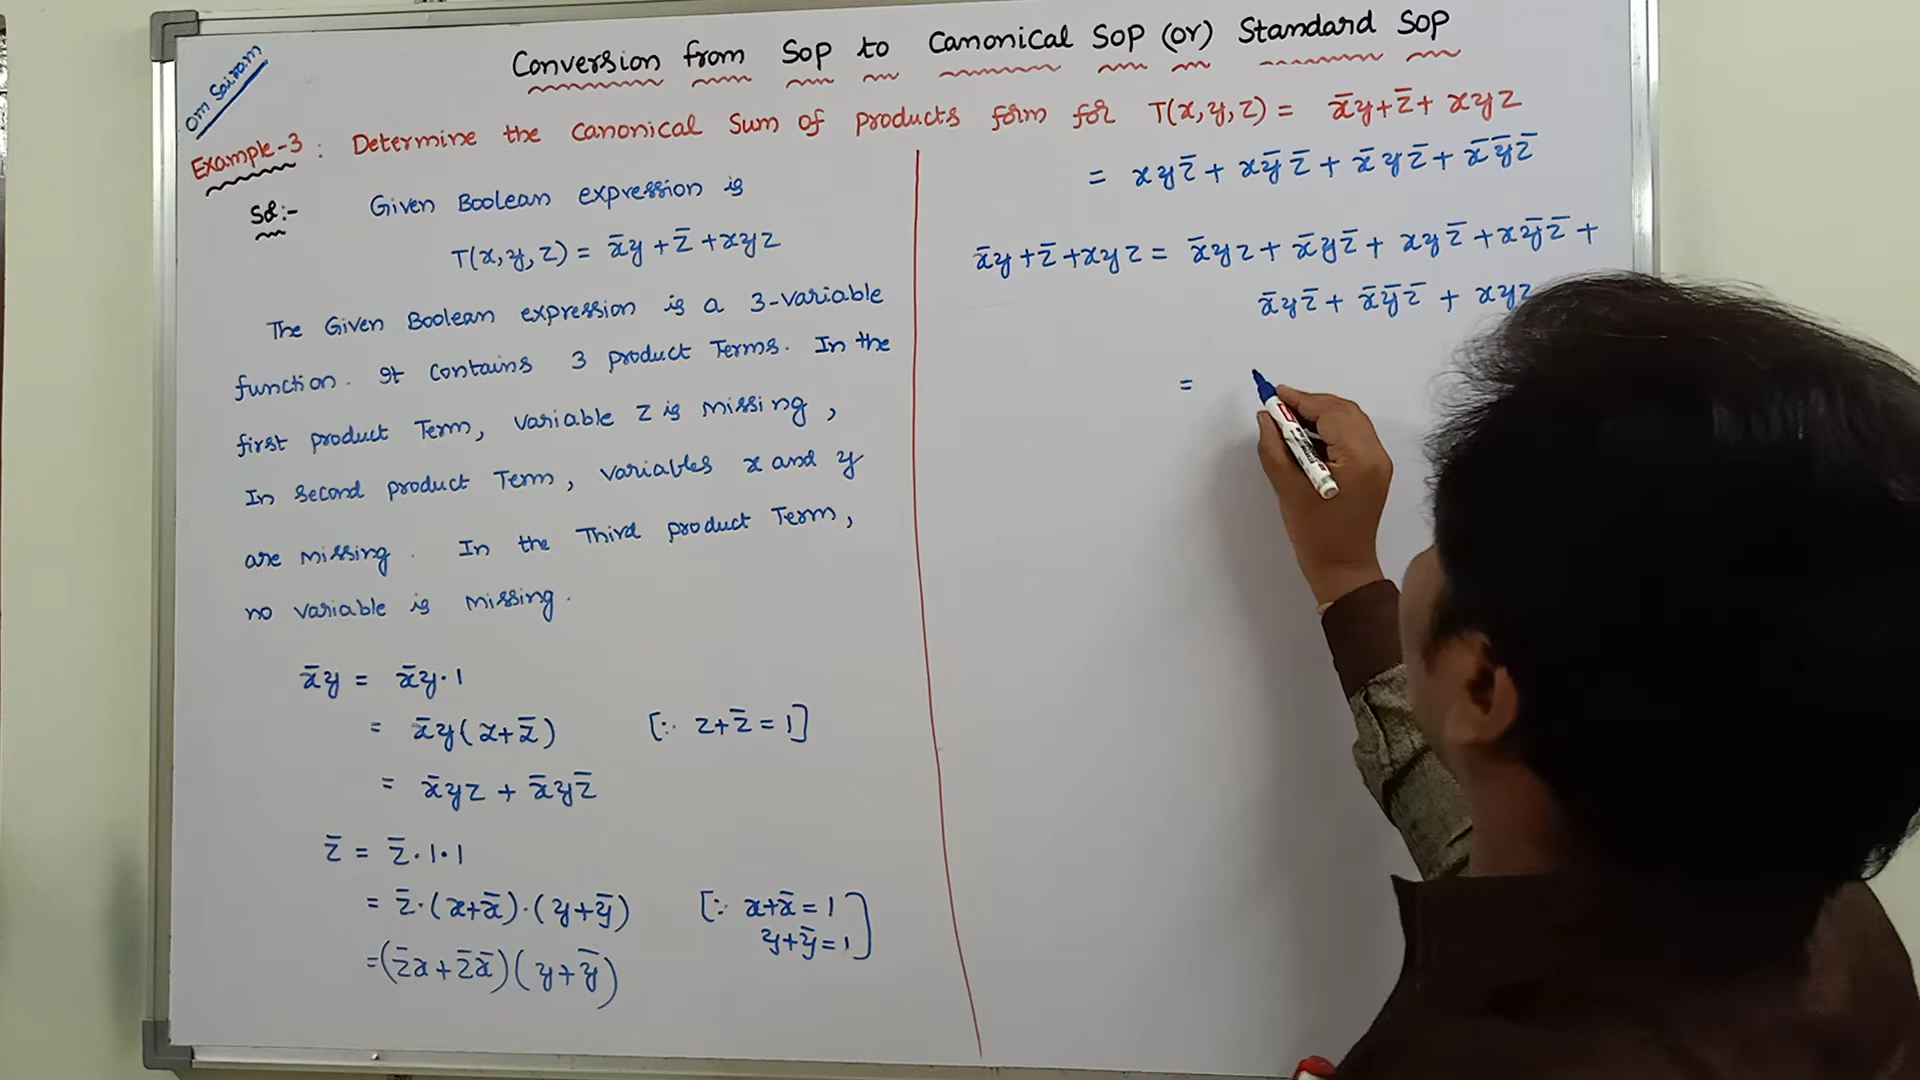 Om Sairam
Conversion from SOP to Canonical SOP (or) Standard SOP
Example-3 : Determine the Canonical Sum of products form for T(x,y,z) = x̄y+z̄+xyz
Sol:- Given Boolean expression is
T(x,y,z) = x̄y+z̄+xyz
The Given Boolean expression is a 3-variable
function. It contains 3 product Terms. In the
first product Term, variable z is missing,
In second product Term, variables x and y
are missing. In the Third product Term,
no variable is missing.
x̄y = x̄y·1
= x̄y(z+z̄) [∵ z+z̄=1]
= x̄yz + x̄yz̄
z̄ = z̄·1·1
= z̄·(x+x̄)·(y+ȳ) [∵ x+x̄=1
y+ȳ=1]
=(z̄x+z̄x̄)(y+ȳ)
= xyz̄ + xȳz̄ + x̄yz̄ + x̄ȳz̄
x̄y+z̄+xyz = x̄yz + x̄yz̄ + xyz̄ + xȳz̄ +
x̄yz̄ + x̄ȳz̄ + xyz
=